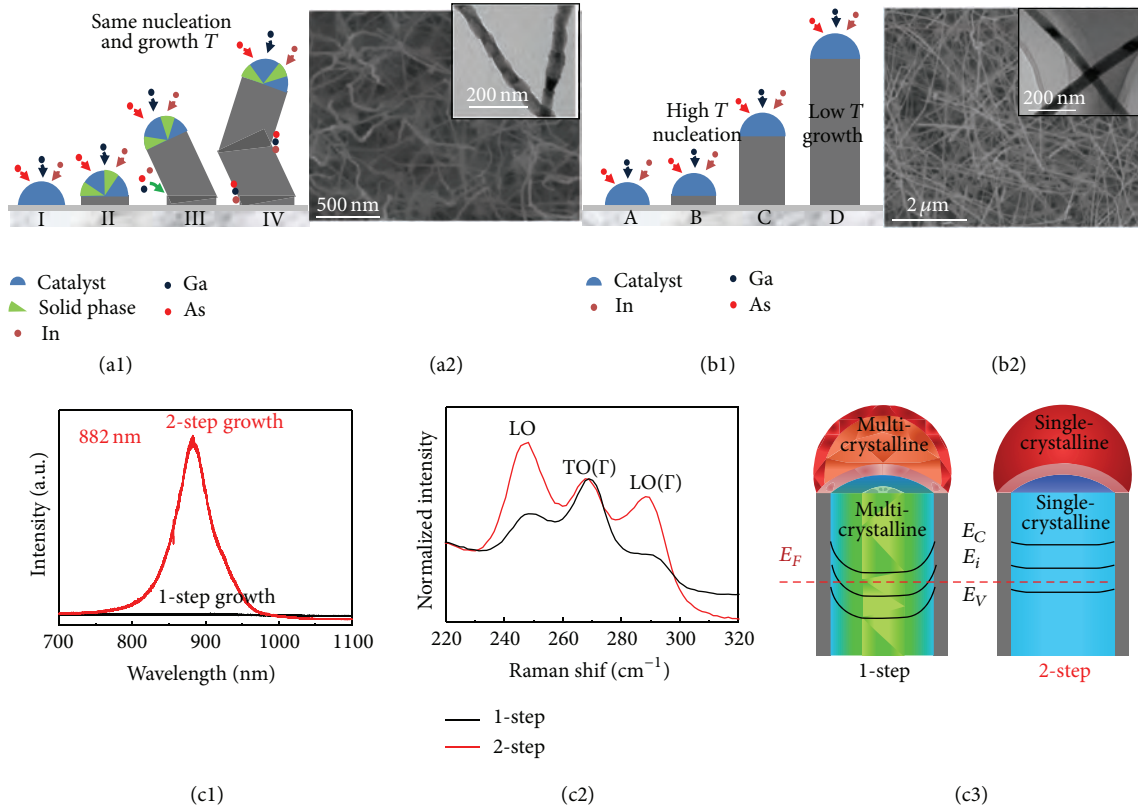 Same nucleation
and growth T
I
II
III
IV
200 nm
500 nm
High T
nucleation
Low T
growth
A
B
C
D
200 nm
2 μm
Catalyst
Solid phase
In
Ga
As
Catalyst
In
Ga
As
(a1)
(a2)
(b1)
(b2)
882 nm
2-step growth
1-step growth
Intensity (a.u.)
700
800
900
1000
1100
Wavelength (nm)
LO
TO(Γ)
LO(Γ)
Normalized intensity
220
240
260
280
300
320
Raman shif (cm⁻¹)
1-step
2-step
Multi-
crystalline
Multi-
crystalline
Single-
crystalline
Single-
crystalline
E_C
E_i
E_F
E_V
1-step
2-step
(c1)
(c2)
(c3)